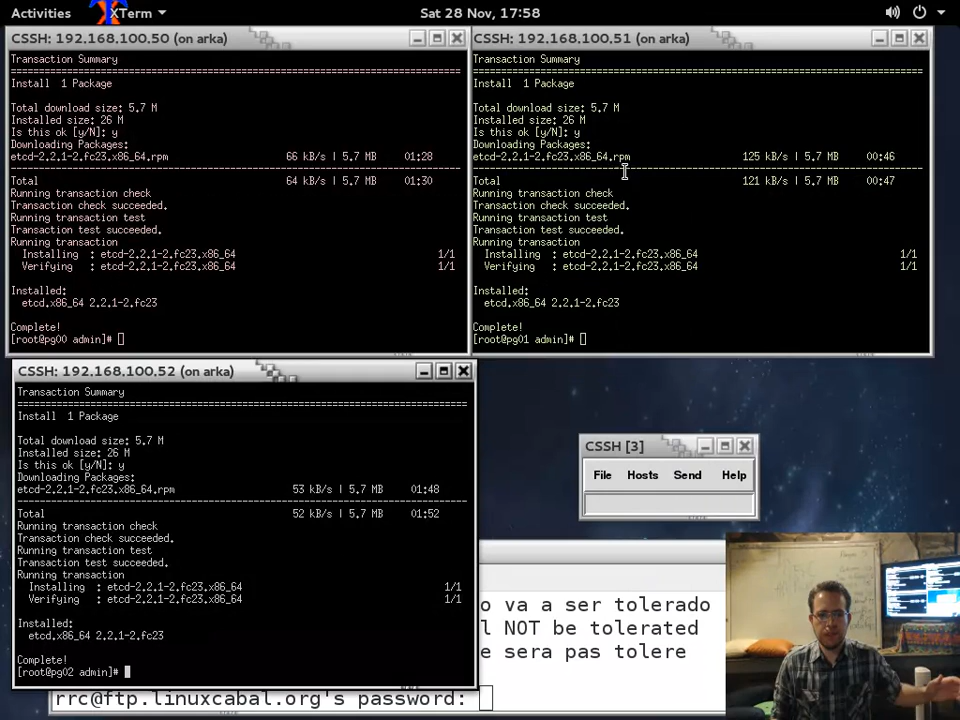 Activities XTerm Sat 28 Nov, 17:58
CSSH: 192.168.100.50 (on arka)
Transaction Summary
Install 1 Package
Total download size: 5.7 M
Installed size: 26 M
Is this ok [y/N]: y
Downloading Packages:
etcd-2.2.1-2.fc23.x86_64.rpm 66 kB/s | 5.7 MB 01:28
Total 64 kB/s | 5.7 MB 01:30
Running transaction check
Transaction check succeeded.
Running transaction test
Transaction test succeeded.
Running transaction
Installing : etcd-2.2.1-2.fc23.x86_64 1/1
Verifying : etcd-2.2.1-2.fc23.x86_64 1/1
Installed:
etcd.x86_64 2.2.1-2.fc23
Complete!
[root@pg00 admin]#
CSSH: 192.168.100.51 (on arka)
Transaction Summary
Install 1 Package
Total download size: 5.7 M
Installed size: 26 M
Is this ok [y/N]: y
Downloading Packages:
etcd-2.2.1-2.fc23.x86_64.rpm 125 kB/s | 5.7 MB 00:46
Total 121 kB/s | 5.7 MB 00:47
Running transaction check
Transaction check succeeded.
Running transaction test
Transaction test succeeded.
Running transaction
Installing : etcd-2.2.1-2.fc23.x86_64 1/1
Verifying : etcd-2.2.1-2.fc23.x86_64 1/1
Installed:
etcd.x86_64 2.2.1-2.fc23
Complete!
[root@pg01 admin]#
CSSH: 192.168.100.52 (on arka)
Transaction Summary
Install 1 Package
Total download size: 5.7 M
Installed size: 26 M
Is this ok [y/N]: y
Downloading Packages:
etcd-2.2.1-2.fc23.x86_64.rpm 53 kB/s | 5.7 MB 01:48
Total 52 kB/s | 5.7 MB 01:52
Running transaction check
Transaction check succeeded.
Running transaction test
Transaction test succeeded.
Running transaction
Installing : etcd-2.2.1-2.fc23.x86_64 1/1
Verifying : etcd-2.2.1-2.fc23.x86_64 1/1
Installed:
etcd.x86_64 2.2.1-2.fc23
Complete!
[root@pg02 admin]#
CSSH [3]
File Hosts Send Help
o va a ser tolerado
l NOT be tolerated
e sera pas tolere
rrc@ftp.linuxcabal.org's password: